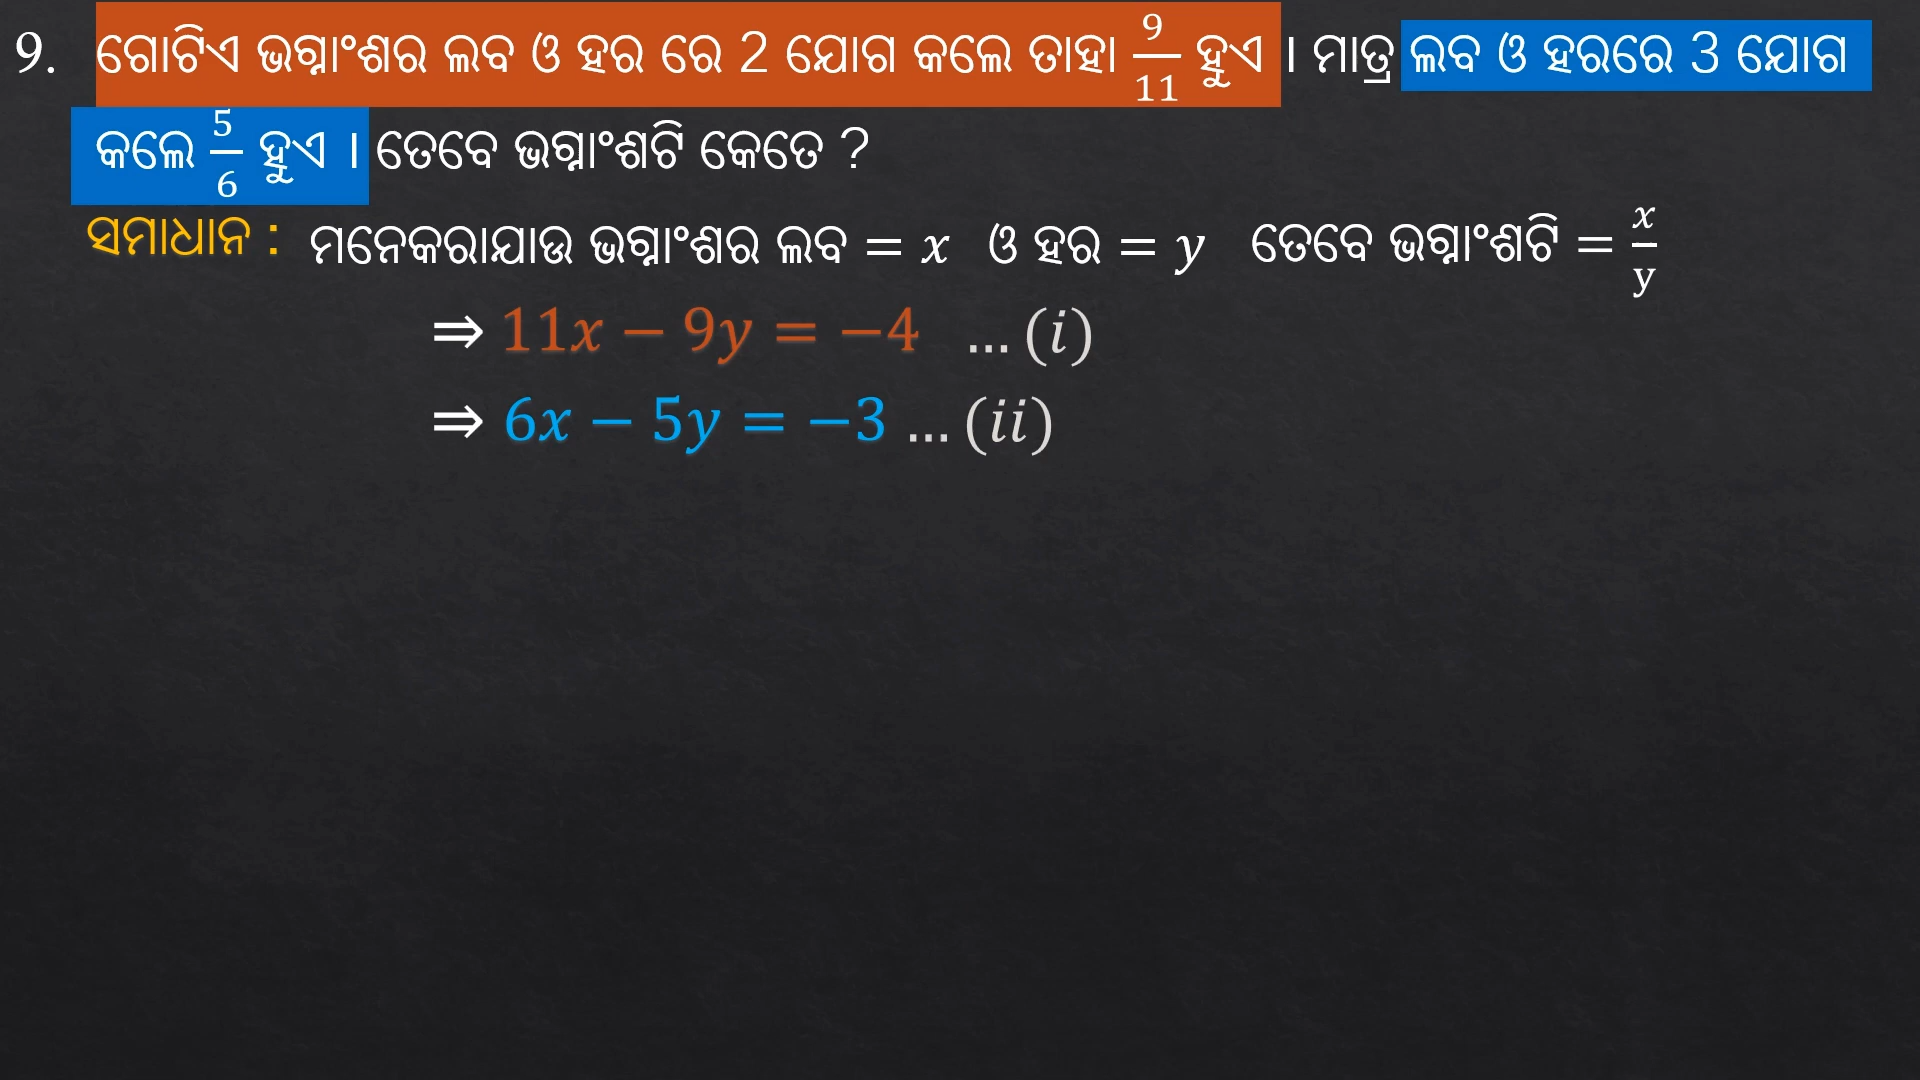 9. ଗୋଟିଏ ଭଗ୍ନାଂଶର ଲବ ଓ ହର ରେ 2 ଯୋଗ କଲେ ତାହା 9/11 ହୁଏ । ମାତ୍ର ଲବ ଓ ହରରେ 3 ଯୋଗ
କଲେ 5/6 ହୁଏ । ତେବେ ଭଗ୍ନାଂଶଟି କେତେ ?
ସମାଧାନ : ମନେକରାଯାଉ ଭଗ୍ନାଂଶର ଲବ = x ଓ ହର = y ତେବେ ଭଗ୍ନାଂଶଟି = x/y
⇒ 11x − 9y = −4 ... (i)
⇒ 6x − 5y = −3 ... (ii)